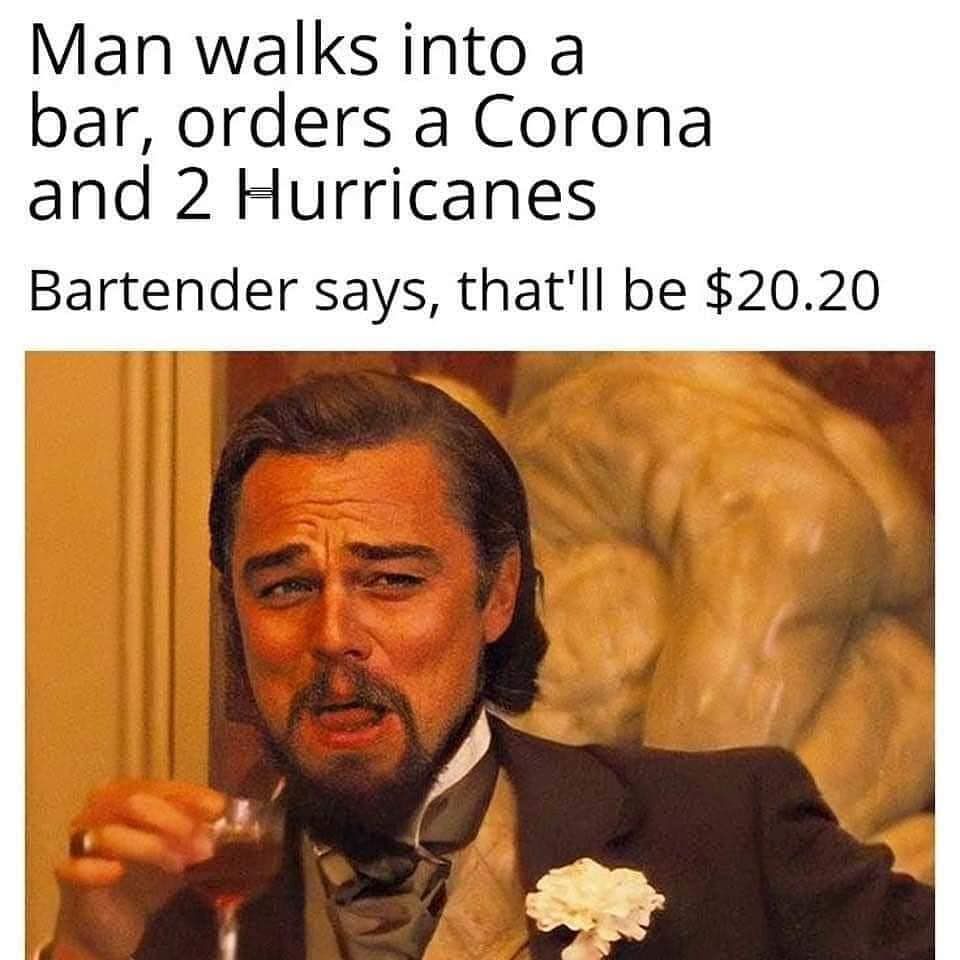 Man walks into a
bar, orders a Corona
and 2 Hurricanes
Bartender says, that'll be $20.20